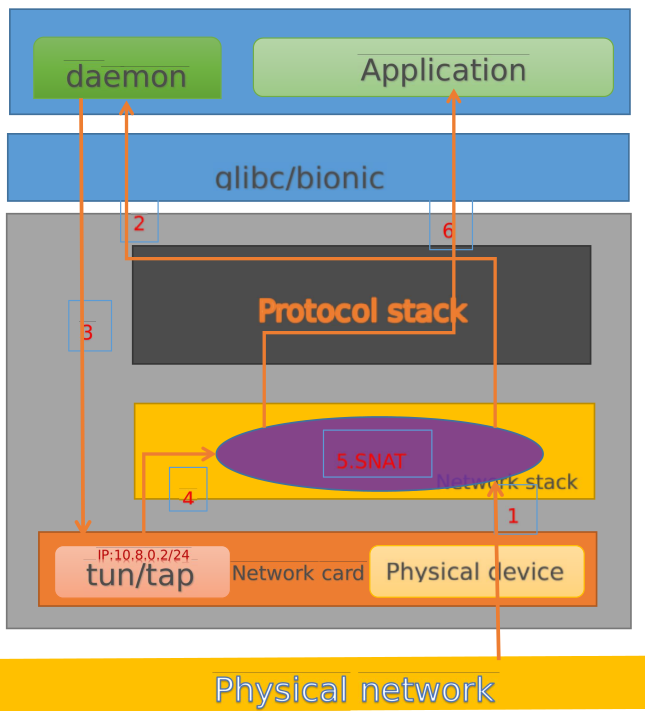 daemon
Application
glibc/bionic
2
6
Protocol stack
3
5.SNAT
Network stack
4
1
IP:10.8.0.2/24
tun/tap
Network card
Physical device
Physical network